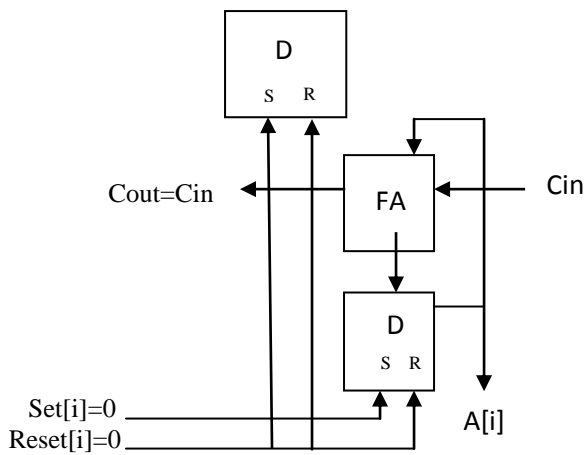 D
S R
Cout=Cin
FA
Cin
D
S R
Set[i]=0
Reset[i]=0
A[i]